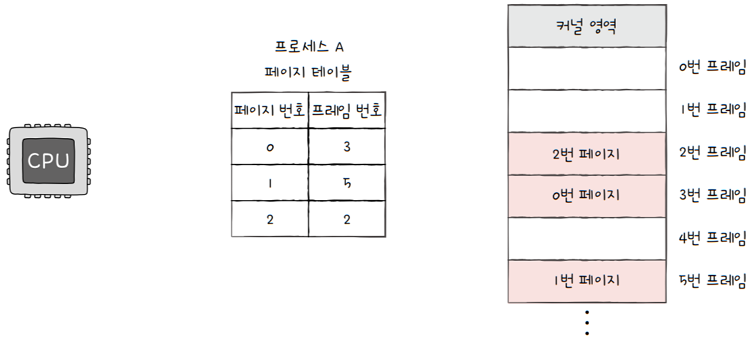 CPU
프로세스 A
페이지 테이블
페이지 번호 프레임 번호
0 3
1 5
2 2
커널 영역
0번 프레임
1번 프레임
2번 페이지 2번 프레임
0번 페이지 3번 프레임
4번 프레임
1번 페이지 5번 프레임